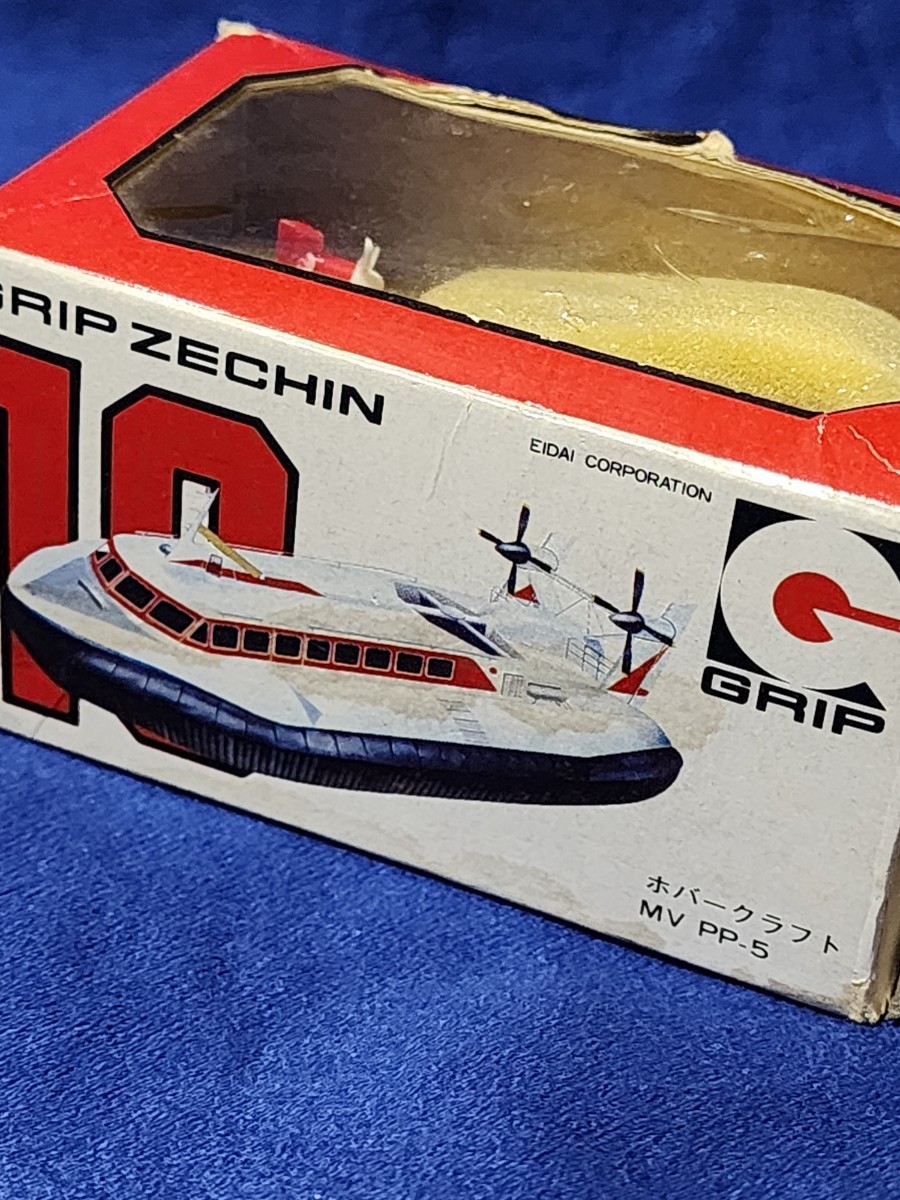 GRIP ZECHIN
EIDAI CORPORATION
GRIP
ホバークラフト
MV PP-5